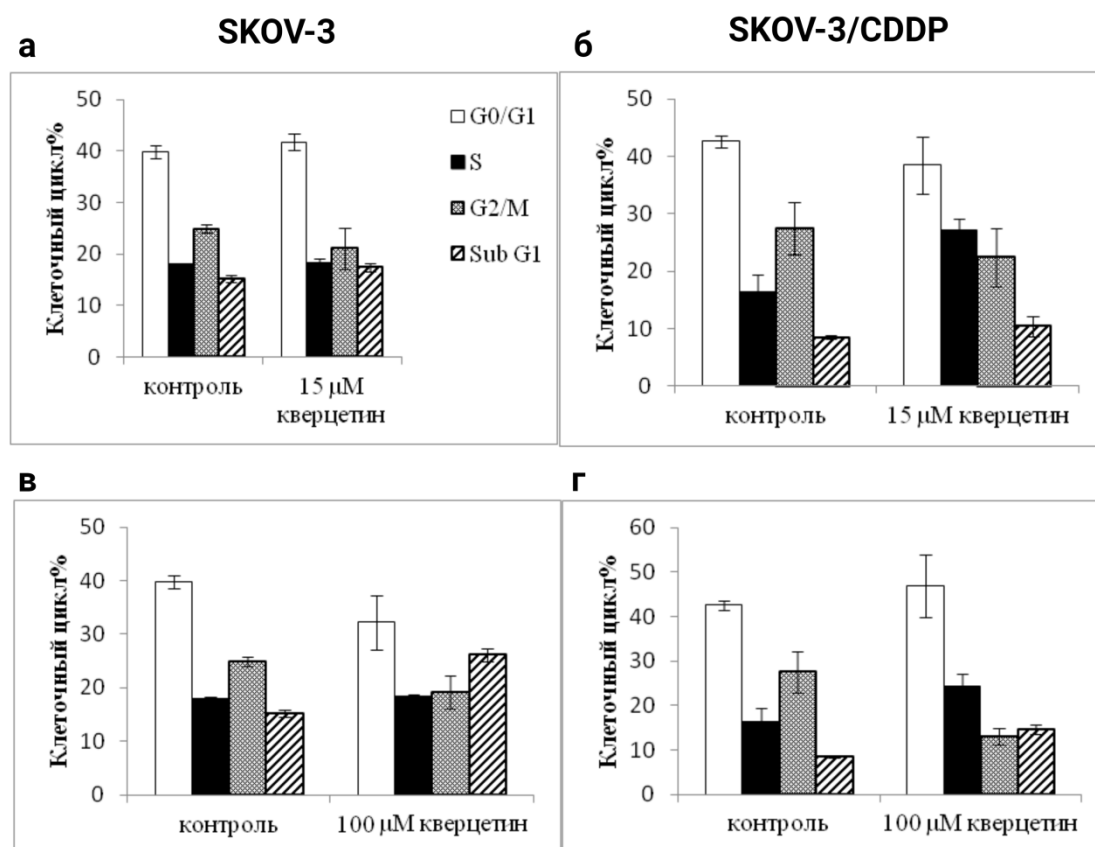 SKOV-3
SKOV-3/CDDP
а
Клеточный цикл%
50
40
30
20
10
0
G0/G1
S
G2/M
Sub G1
контроль
15 μM
кверцетин
б
Клеточный цикл%
50
40
30
20
10
0
контроль
15 μM кверцетин
в
Клеточный цикл%
50
40
30
20
10
0
контроль
100 μM кверцетин
г
Клеточный цикл%
60
50
40
30
20
10
0
контроль
100 μM кверцетин